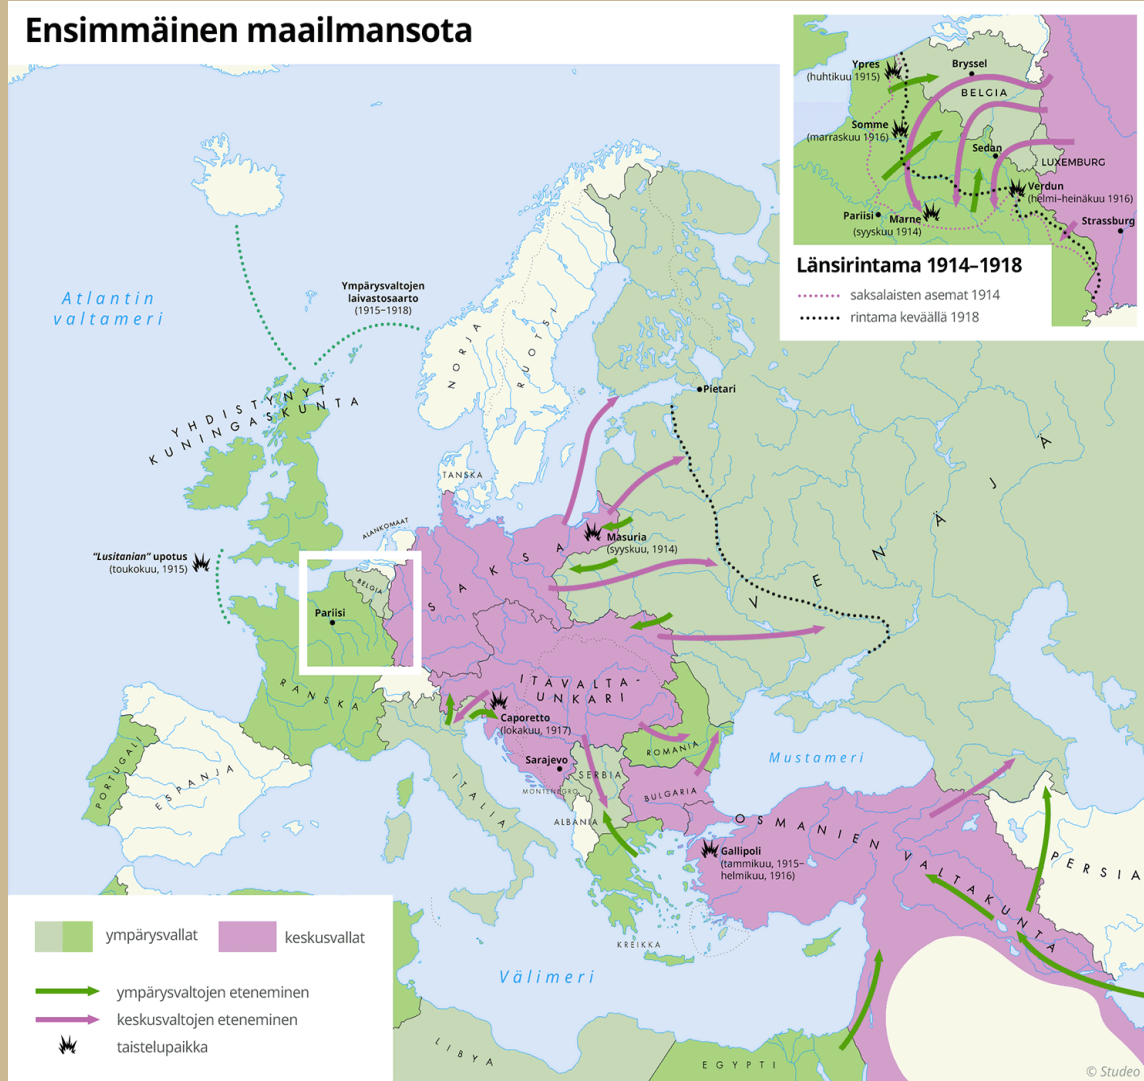 Ensimmäinen maailmansota
Ypres
(huhtikuu 1915)
Bryssel
BELGIA
Somme
(marraskuu 1916)
Sedan
LUXEMBURG
Verdun
(helmi–heinäkuu 1916)
Pariisi
Marne
(syyskuu 1914)
Strassburg
Länsirintama 1914–1918
saksalaisten asemat 1914
rintama keväällä 1918
Atlantin
valtameri
Ympärysvaltojen
laivastosaarto
(1915–1918)
NORJA
RUOTSI
Pietari
YHDISTYNYT
KUNINGASKUNTA
TANSKA
ALANKOMAAT
"Lusitanian" upotus
(toukokuu, 1915)
Masuria
(syyskuu, 1914)
SAKSA
VENÄJÄ
BELGIA
Pariisi
RANSKA
ITÄVALTA-
UNKARI
Caporetto
(lokakuu, 1917)
Sarajevo
SERBIA
MONTENEGRO
ALBANIA
ROMANIA
BULGARIA
Mustameri
PORTUGALI
ESPANJA
ITALIA
OSMANIEN VALTAKUNTA
Gallipoli
(tammikuu, 1915–
helmikuu, 1916)
PERSIA
KREIKKA
Välimeri
LIBYA
EGYPTI
ympärysvallat
keskusvallat
ympärysvaltojen eteneminen
keskusvaltojen eteneminen
taistelupaikka
© Studeo